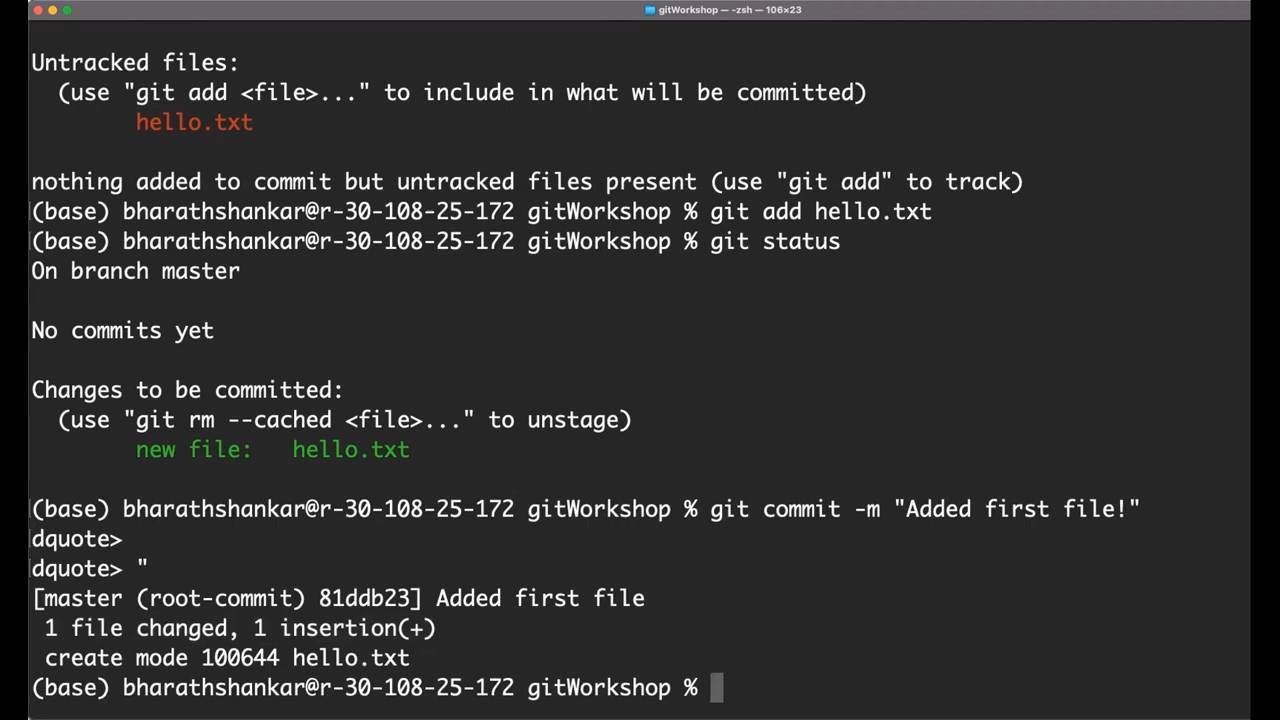 gitWorkshop — -zsh — 106×23
Untracked files:
(use "git add <file>..." to include in what will be committed)
hello.txt
nothing added to commit but untracked files present (use "git add" to track)
(base) bharathshankar@r-30-108-25-172 gitWorkshop % git add hello.txt
(base) bharathshankar@r-30-108-25-172 gitWorkshop % git status
On branch master
No commits yet
Changes to be committed:
(use "git rm --cached <file>..." to unstage)
new file:   hello.txt
(base) bharathshankar@r-30-108-25-172 gitWorkshop % git commit -m "Added first file!"
dquote>
dquote> "
[master (root-commit) 81ddb23] Added first file
1 file changed, 1 insertion(+)
create mode 100644 hello.txt
(base) bharathshankar@r-30-108-25-172 gitWorkshop %